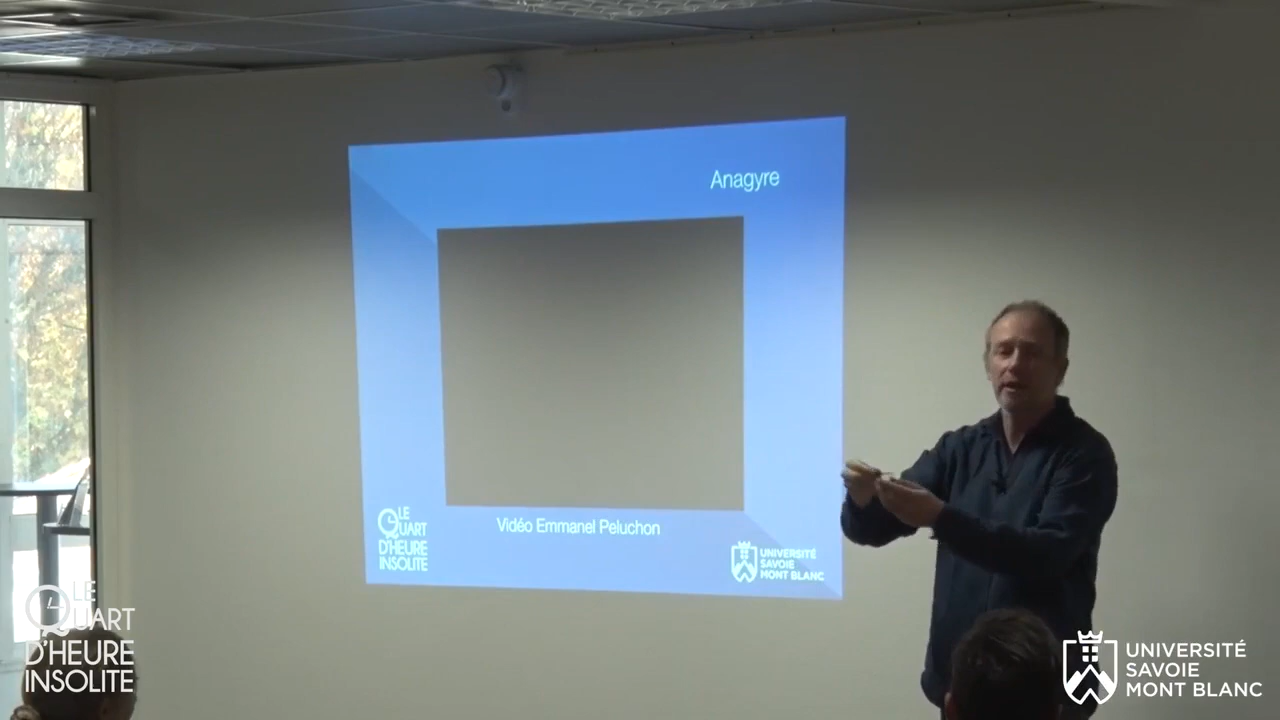 Anagyre
Vidéo Emmanel Peluchon
LE
QUART
D'HEURE
INSOLITE
UNIVERSITÉ
SAVOIE
MONT BLANC
LE
QUART
D'HEURE
INSOLITE
UNIVERSITÉ
SAVOIE
MONT BLANC